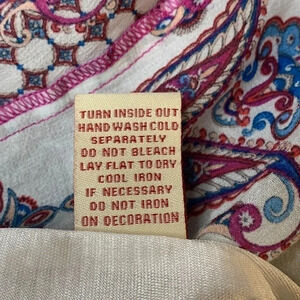 TURN INSIDE OUT
HAND WASH COLD
SEPARATELY
DO NOT BLEACH
LAY FLAT TO DRY
COOL IRON
IF NECESSARY
DO NOT IRON
ON DECORATION